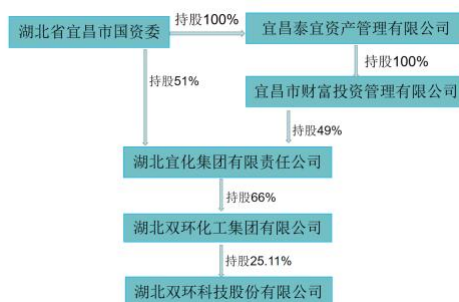 湖北省宜昌市国资委
持股100%
宜昌泰宜资产管理有限公司
持股51%
持股100%
宜昌市财富投资管理有限公司
持股49%
湖北宜化集团有限责任公司
持股66%
湖北双环化工集团有限公司
持股25.11%
湖北双环科技股份有限公司